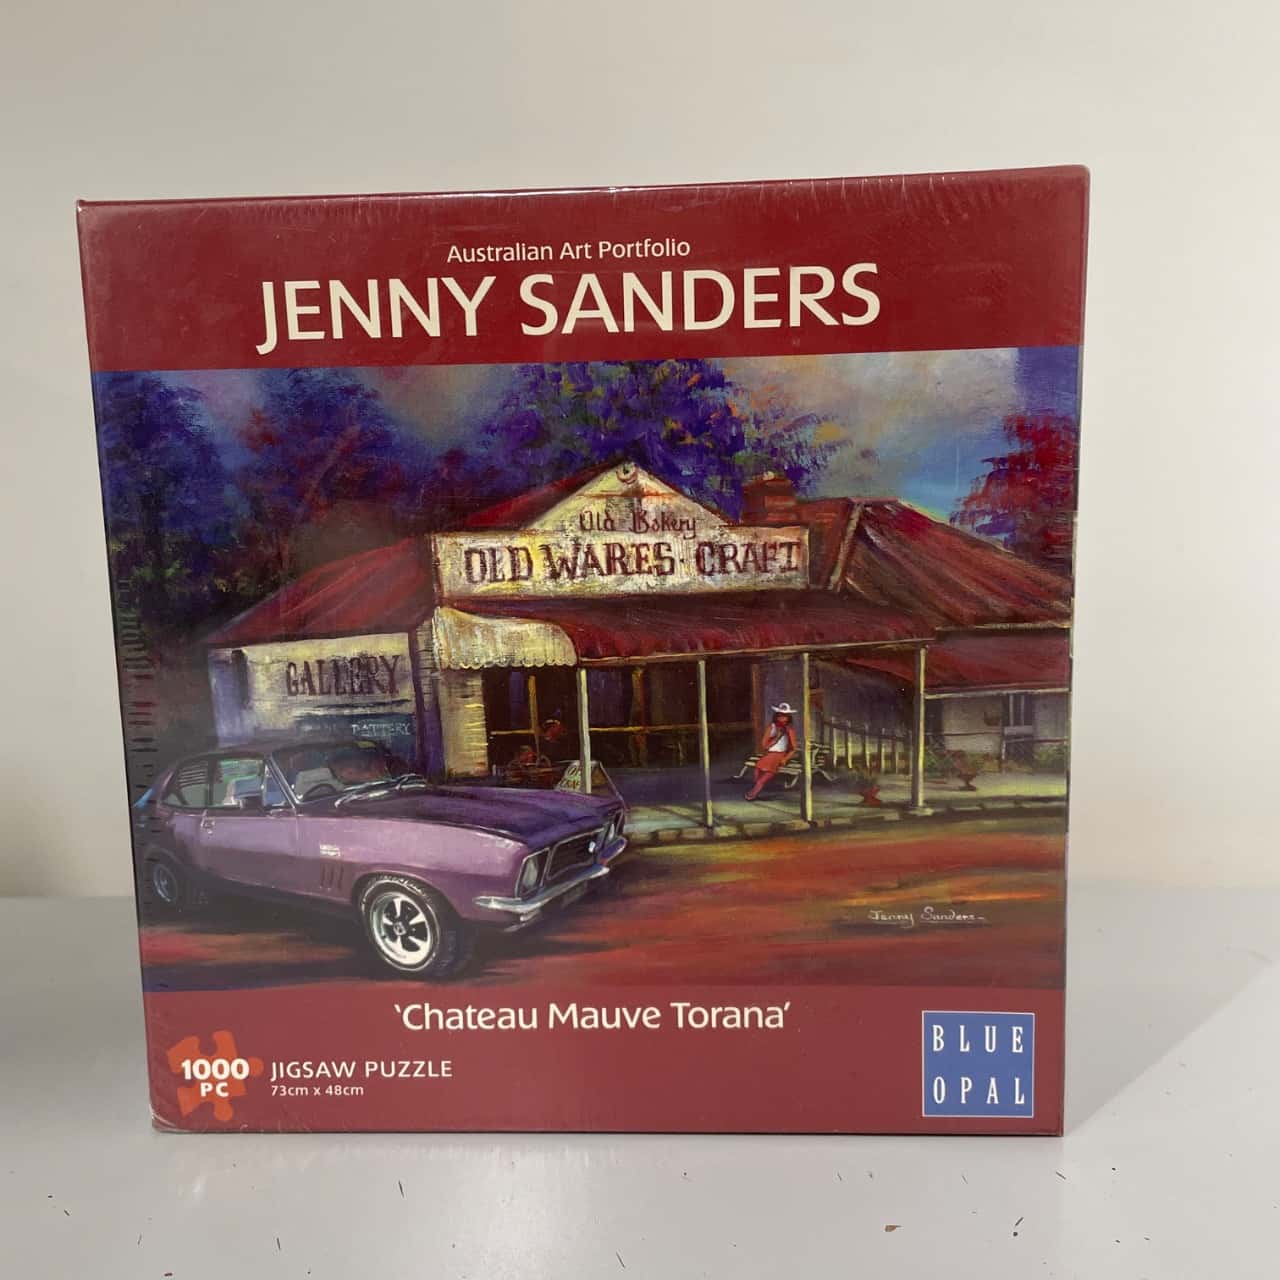 Australian Art Portfolio
JENNY SANDERS
Old Bakery
OLD WARES · CRAFT
GALLERY
POTTERY
Jenny Sanders
'Chateau Mauve Torana'
1000
PC
JIGSAW PUZZLE
73cm x 48cm
BLUE
OPAL